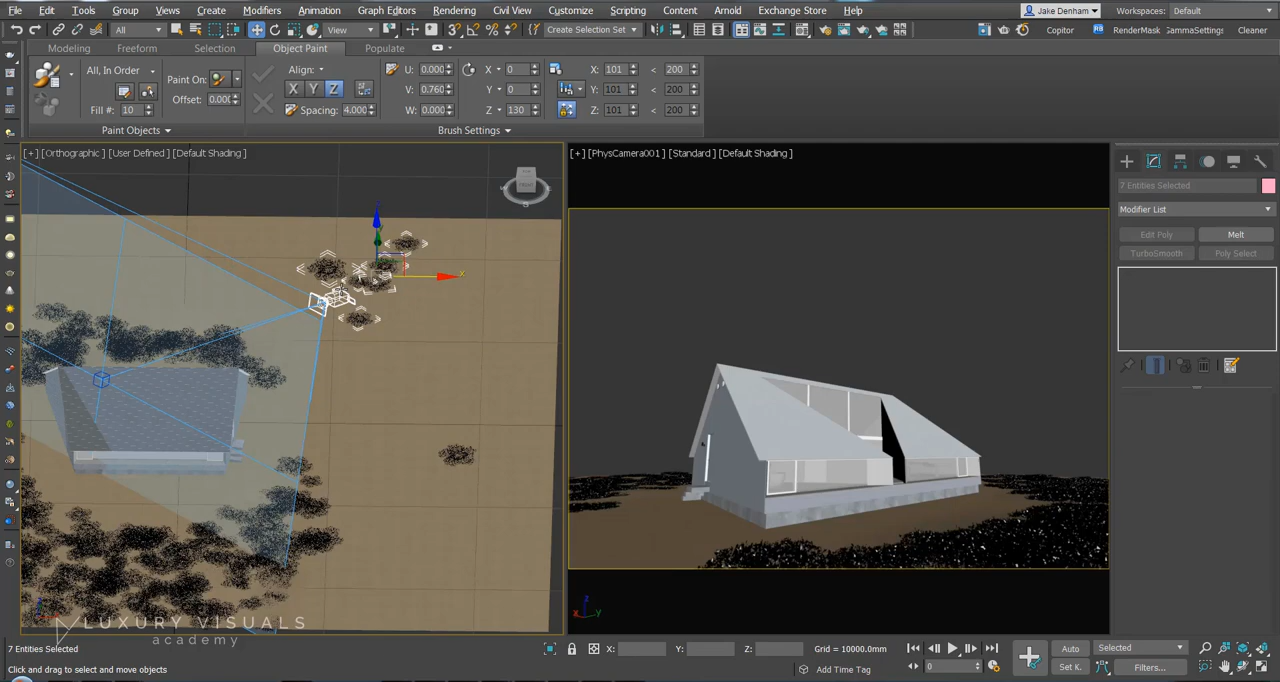 File Edit Tools Group Views Create Modifiers Animation Graph Editors Rendering Civil View Customize Scripting Content Arnold Exchange Store Jake Denham Workspaces: Default
All View Create Selection Set Copitor RB RenderMask GammaSettings Cleaner
Modeling Freeform Selection Object Paint Populate
All, In Order Paint On: Align: U: 0.000 X 0 X: 101 < 200
Offset: 0.000 X Y Z V: 0.760 Y 0 Y: 101 < 200
Fill #: 10 Spacing: 4.000 W: 0.000 Z 130 Z: 101 < 200
Paint Objects Brush Settings
[+] [Orthographic ] [User Defined ] [Default Shading ]
[+] [PhysCamera001 ] [Standard ] [Default Shading ]
7 Entities Selected
Modifier List
Edit Poly Melt
TurboSmooth Poly Select
FRONT
S
x
z
x y
LUXURY VISUALS
academy
7 Entities Selected X: Y: Z: Grid = 10000.0mm Auto Selected
Click and drag to select and move objects Add Time Tag 0 Set K. Filters...